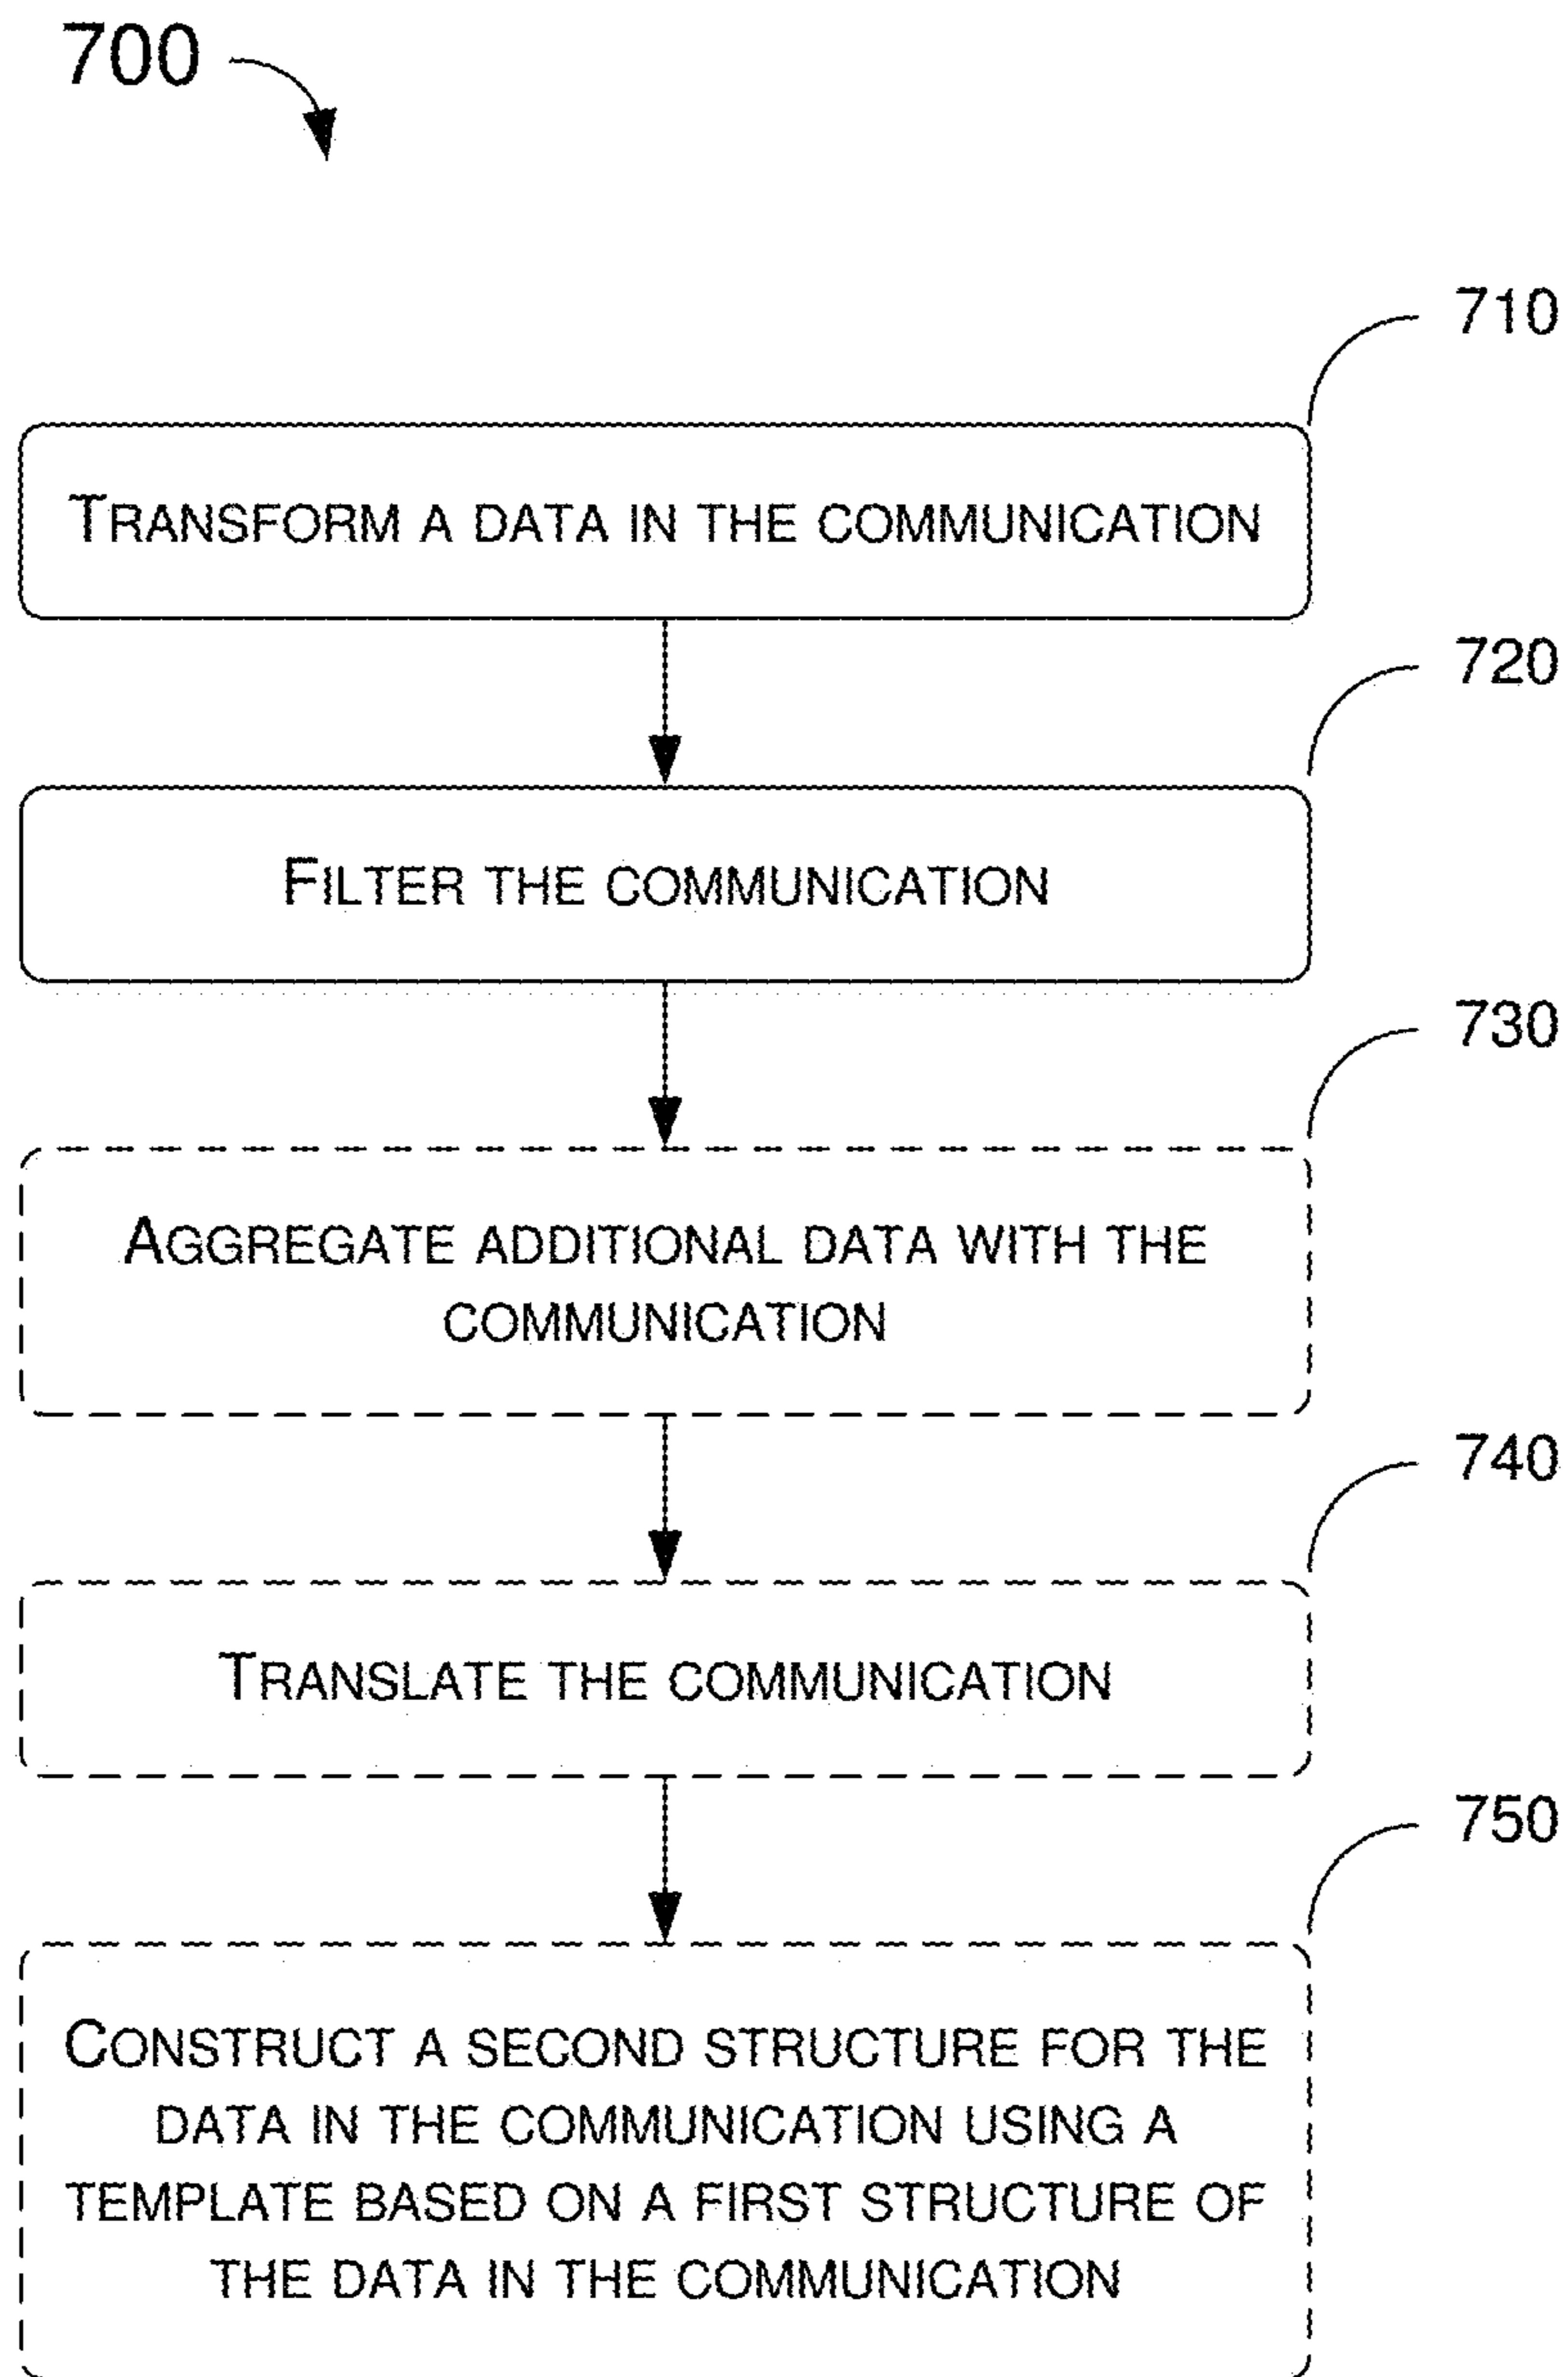 700
710
TRANSFORM A DATA IN THE COMMUNICATION
720
FILTER THE COMMUNICATION
730
AGGREGATE ADDITIONAL DATA WITH THE
COMMUNICATION
740
TRANSLATE THE COMMUNICATION
750
CONSTRUCT A SECOND STRUCTURE FOR THE
DATA IN THE COMMUNICATION USING A
TEMPLATE BASED ON A FIRST STRUCTURE OF
THE DATA IN THE COMMUNICATION